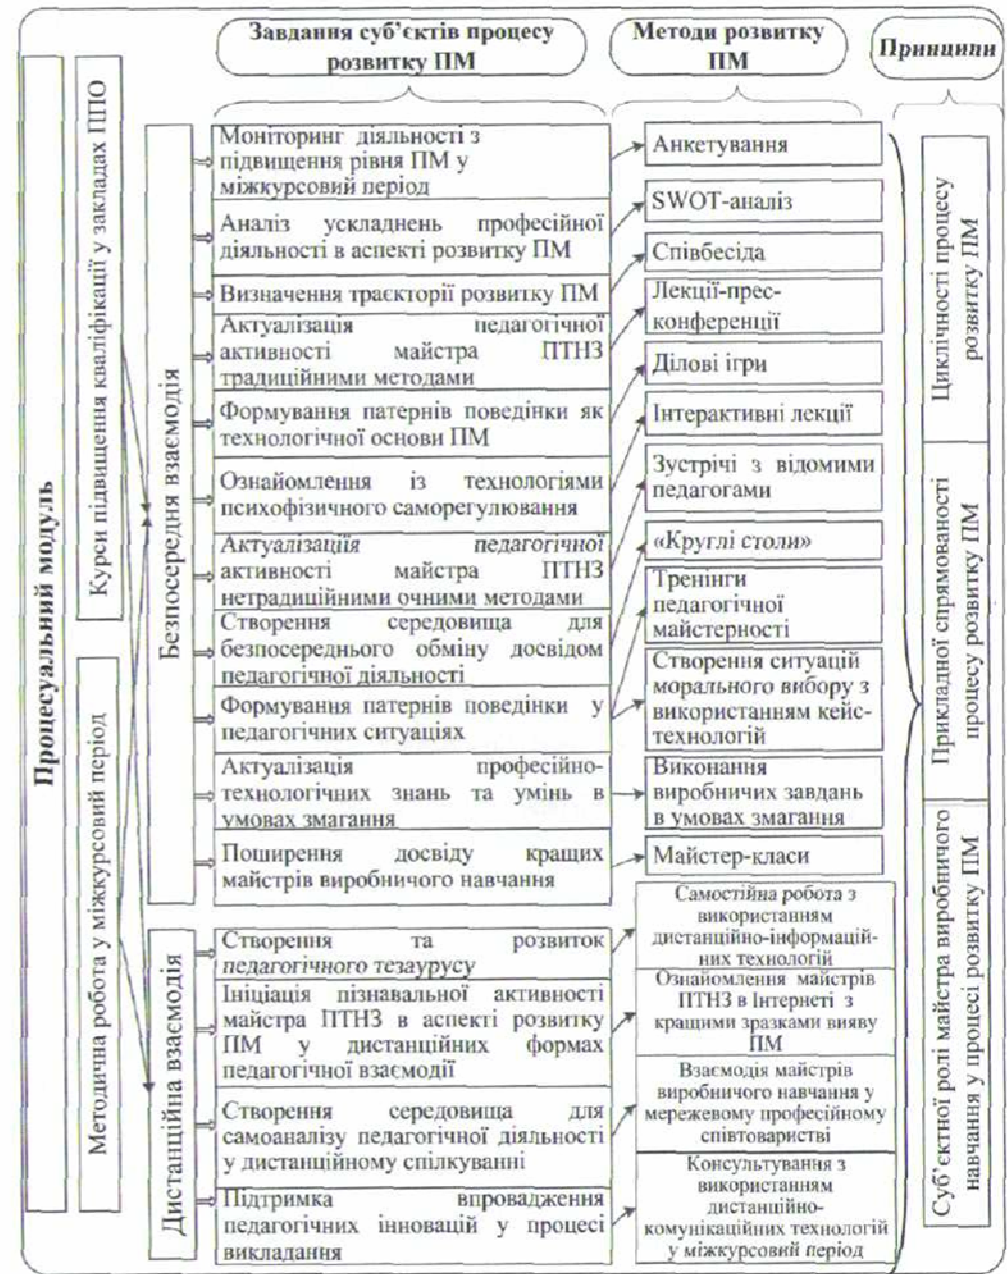 Завдання суб’єктів процесу
розвитку ПМ
Методи розвитку
ПМ
Принципи
Процесуальний модуль
Курси підвищення кваліфікації у закладах ППО
Методична робота у міжкурсовий період
Безпосередня взаємодія
Моніторинг діяльності з
підвищення рівня ПМ у
міжкурсовий період
Аналіз ускладнень професійної
діяльності в аспекті розвитку ПМ
Визначення траєкторії розвитку ПМ
Актуалізація педагогічної
активності майстра ПТНЗ
традиційними методами
Формування патернів поведінки як
технологічної основи ПМ
Ознайомлення із технологіями
психофізичного саморегулювання
Актуалізаціія педагогічної
активності майстра ПТНЗ
нетрадиційними очними методами
Створення середовища для
безпосереднього обміну досвідом
педагогічної діяльності
Формування патернів поведінки у
педагогічних ситуаціях
Актуалізація професійно-
технологічних знань та умінь в
умовах змагання
Поширення досвіду кращих
майстрів виробничого навчання
Дистанційна взаємодія
Створення та розвиток
педагогічного тезаурусу
Ініціація пізнавальної активності
майстра ПТНЗ в аспекті розвитку
ПМ у дистанційних формах
педагогічної взаємодії
Створення середовища для
самоаналізу педагогічної діяльності
у дистанційному спілкуванні
Підтримка впровадження
педагогічних інновацій у процесі
викладання
Анкетування
SWOT-аналіз
Співбесіда
Лекції-прес-
конференції
Ділові ігри
Інтерактивні лекції
Зустрічі з відомими
педагогами
«Круглі столи»
Тренінги
педагогічної
майстерності
Створення ситуацій
морального вибору з
використанням кейс-
технологій
Виконання
виробничих завдань
в умовах змагання
Майстер-класи
Самостійна робота з
використанням
дистанційно-інформацій-
них технологій
Ознайомлення майстрів
ПТНЗ в Інтернеті з
кращими зразками вияву
ПМ
Взаємодія майстрів
виробничого навчання у
мережевому професійному
співтоваристві
Консультування з
використанням
дистанційно-
комунікаційних технологій
у міжкурсовий період
Циклічності процесу
розвитку ПМ
Прикладної спрямованості
процесу розвитку ПМ
Суб’єктної ролі майстра виробничого
навчання у процесі розвитку ПМ